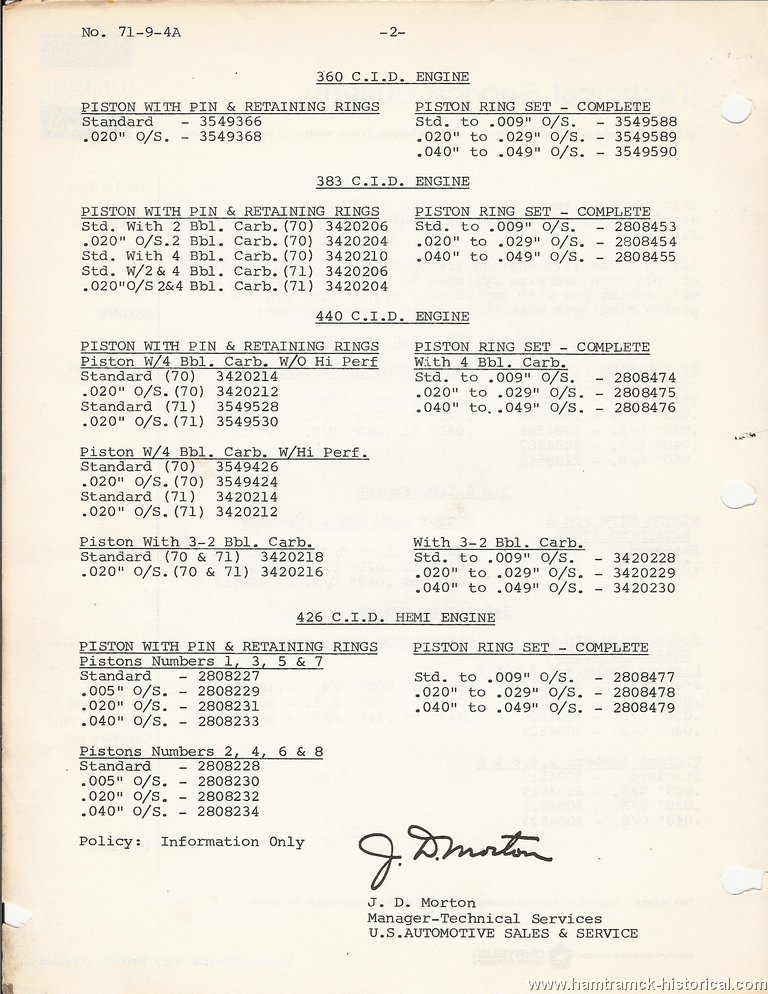 No. 71-9-4A -2-
360 C.I.D. ENGINE
PISTON WITH PIN & RETAINING RINGS
Standard - 3549366
.020" O/S. - 3549368
PISTON RING SET - COMPLETE
Std. to .009" O/S. - 3549588
.020" to .029" O/S. - 3549589
.040" to .049" O/S. - 3549590
383 C.I.D. ENGINE
PISTON WITH PIN & RETAINING RINGS
Std. With 2 Bbl. Carb.(70) 3420206
.020" O/S.2 Bbl. Carb.(70) 3420204
Std. With 4 Bbl. Carb.(70) 3420210
Std. W/2 & 4 Bbl. Carb.(71) 3420206
.020"O/S 2&4 Bbl. Carb.(71) 3420204
PISTON RING SET - COMPLETE
Std. to .009" O/S. - 2808453
.020" to .029" O/S. - 2808454
.040" to .049" O/S. - 2808455
440 C.I.D. ENGINE
PISTON WITH PIN & RETAINING RINGS
Piston W/4 Bbl. Carb. W/O Hi Perf
Standard (70) 3420214
.020" O/S.(70) 3420212
Standard (71) 3549528
.020" O/S.(71) 3549530
PISTON RING SET - COMPLETE
With 4 Bbl. Carb.
Std. to .009" O/S. - 2808474
.020" to .029" O/S. - 2808475
.040" to .049" O/S. - 2808476
Piston W/4 Bbl. Carb. W/Hi Perf.
Standard (70) 3549426
.020" O/S.(70) 3549424
Standard (71) 3420214
.020" O/S.(71) 3420212
Piston With 3-2 Bbl. Carb.
Standard (70 & 71) 3420218
.020" O/S.(70 & 71) 3420216
With 3-2 Bbl. Carb.
Std. to .009" O/S. - 3420228
.020" to .029" O/S. - 3420229
.040" to .049" O/S. - 3420230
426 C.I.D. HEMI ENGINE
PISTON WITH PIN & RETAINING RINGS
Pistons Numbers 1, 3, 5 & 7
Standard - 2808227
.005" O/S. - 2808229
.020" O/S. - 2808231
.040" O/S. - 2808233
PISTON RING SET - COMPLETE
Std. to .009" O/S. - 2808477
.020" to .029" O/S. - 2808478
.040" to .049" O/S. - 2808479
Pistons Numbers 2, 4, 6 & 8
Standard - 2808228
.005" O/S. - 2808230
.020" O/S. - 2808232
.040" O/S. - 2808234
Policy: Information Only
J. D. Morton
J. D. Morton
Manager-Technical Services
U.S.AUTOMOTIVE SALES & SERVICE
www.hamtramck-historical.com